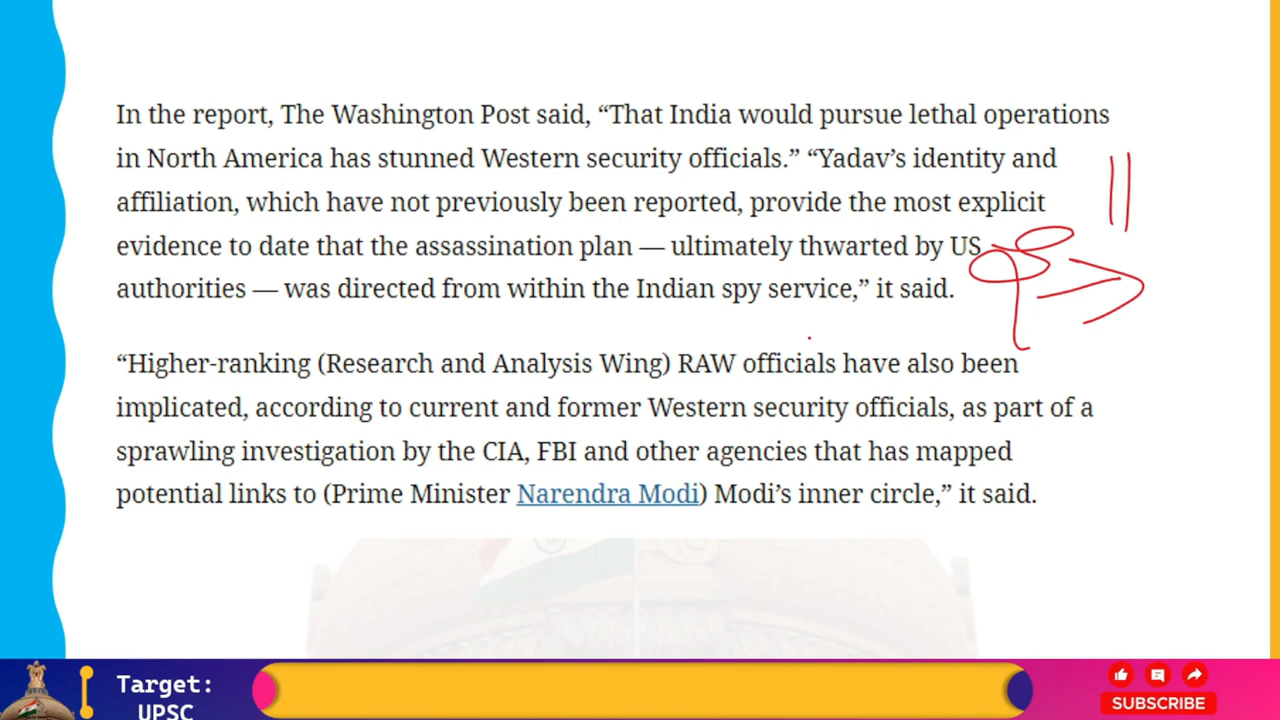 In the report, The Washington Post said, “That India would pursue lethal operations
in North America has stunned Western security officials.” “Yadav’s identity and
affiliation, which have not previously been reported, provide the most explicit
evidence to date that the assassination plan — ultimately thwarted by US
authorities — was directed from within the Indian spy service,” it said.
“Higher-ranking (Research and Analysis Wing) RAW officials have also been
implicated, according to current and former Western security officials, as part of a
sprawling investigation by the CIA, FBI and other agencies that has mapped
potential links to (Prime Minister Narendra Modi) Modi’s inner circle,” it said.
Target:
UPSC
SUBSCRIBE